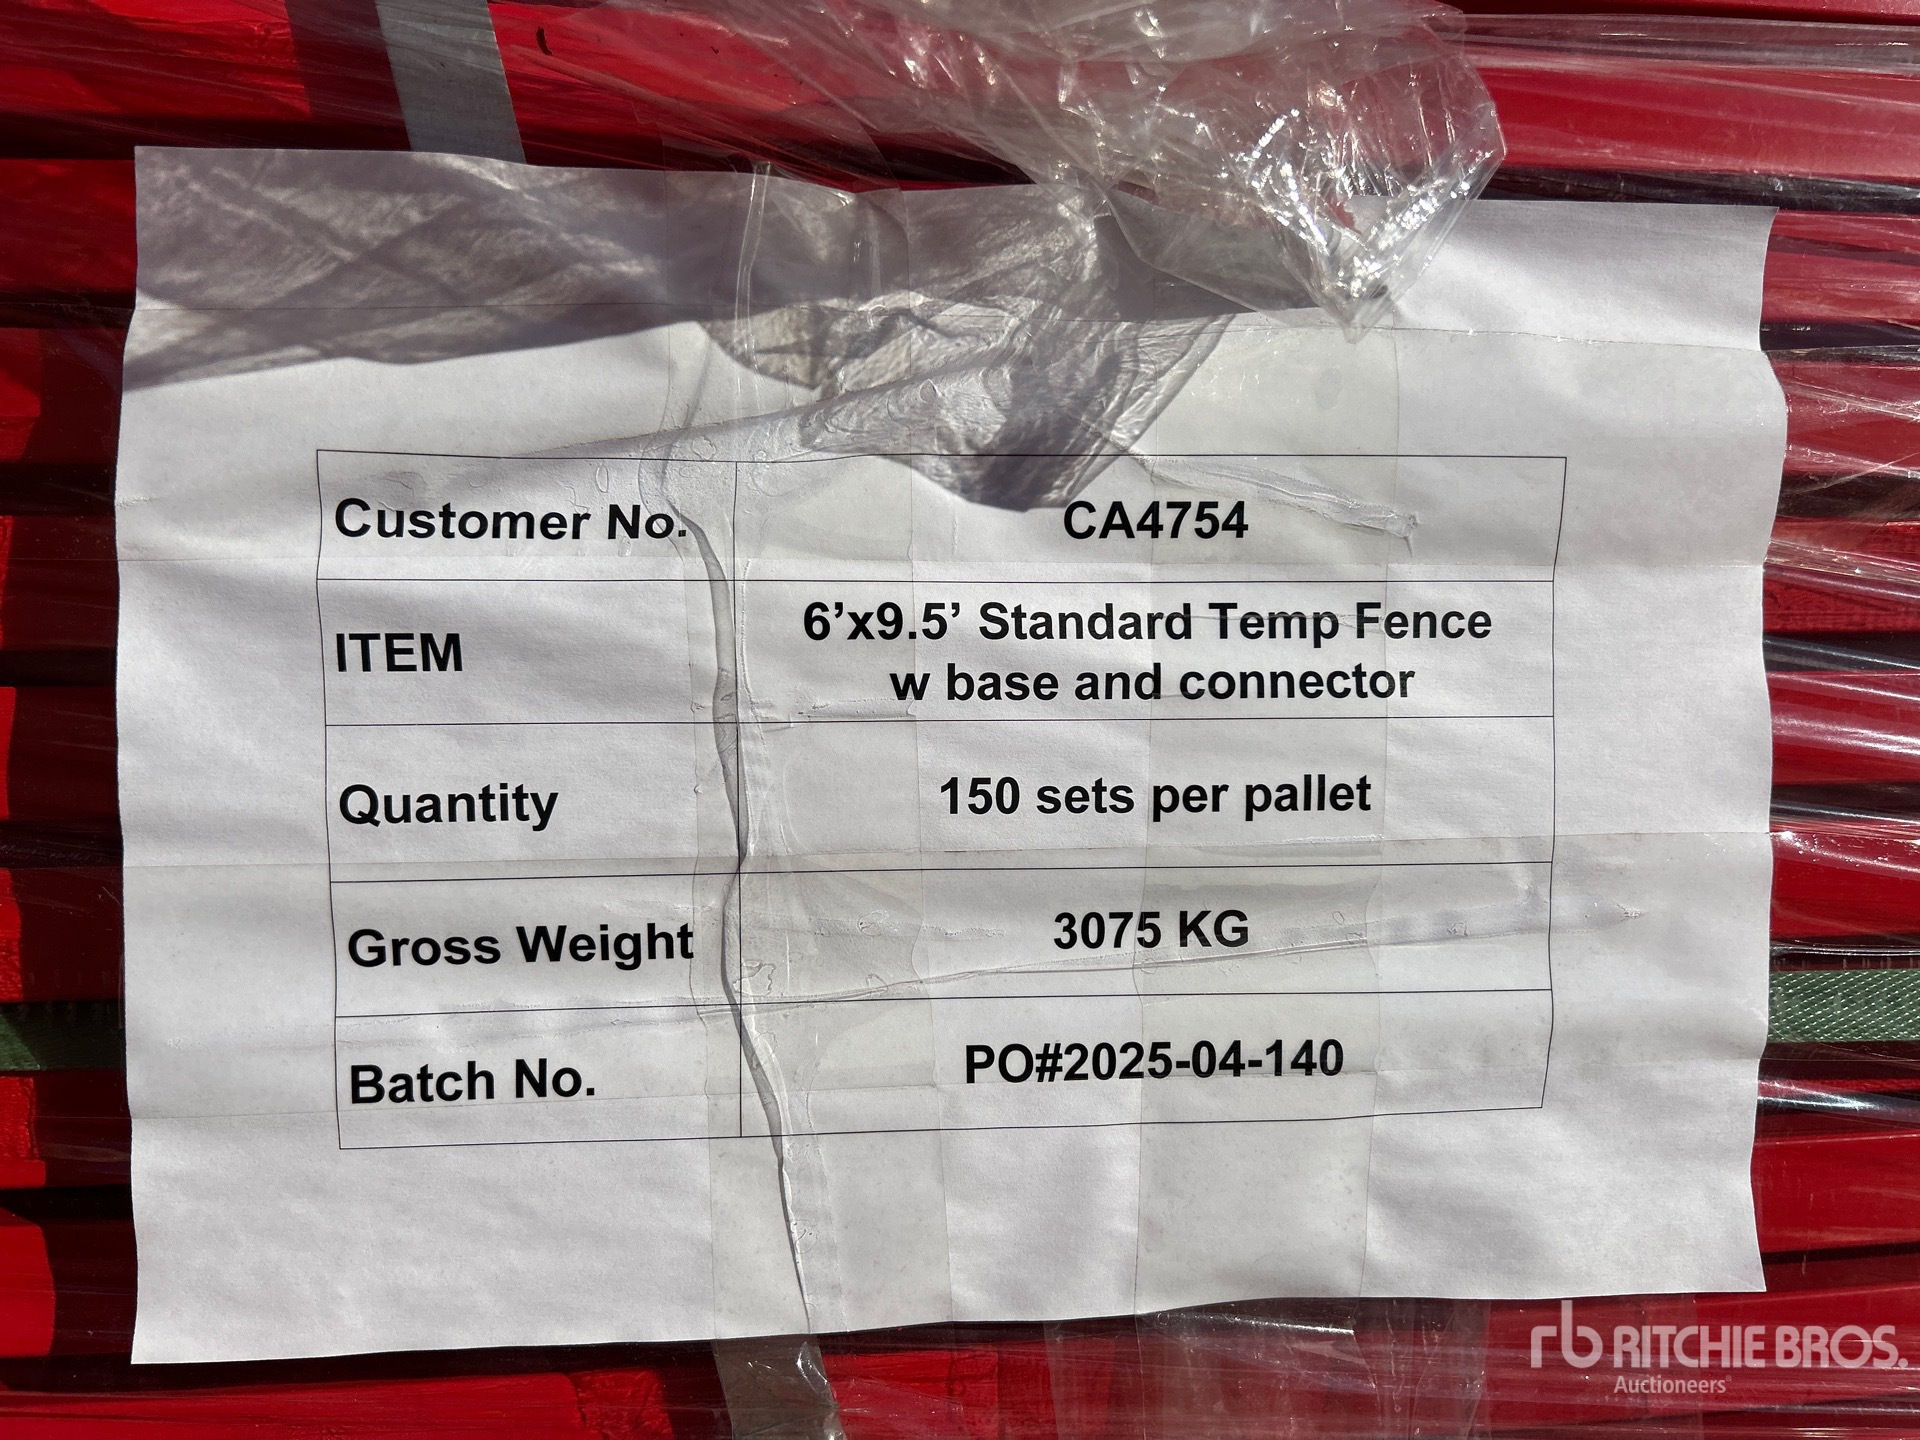 Customer No. CA4754
ITEM 6’x9.5’ Standard Temp Fence
w base and connector
Quantity 150 sets per pallet
Gross Weight 3075 KG
Batch No. PO#2025-04-140
rb RITCHIE BROS.
Auctioneers